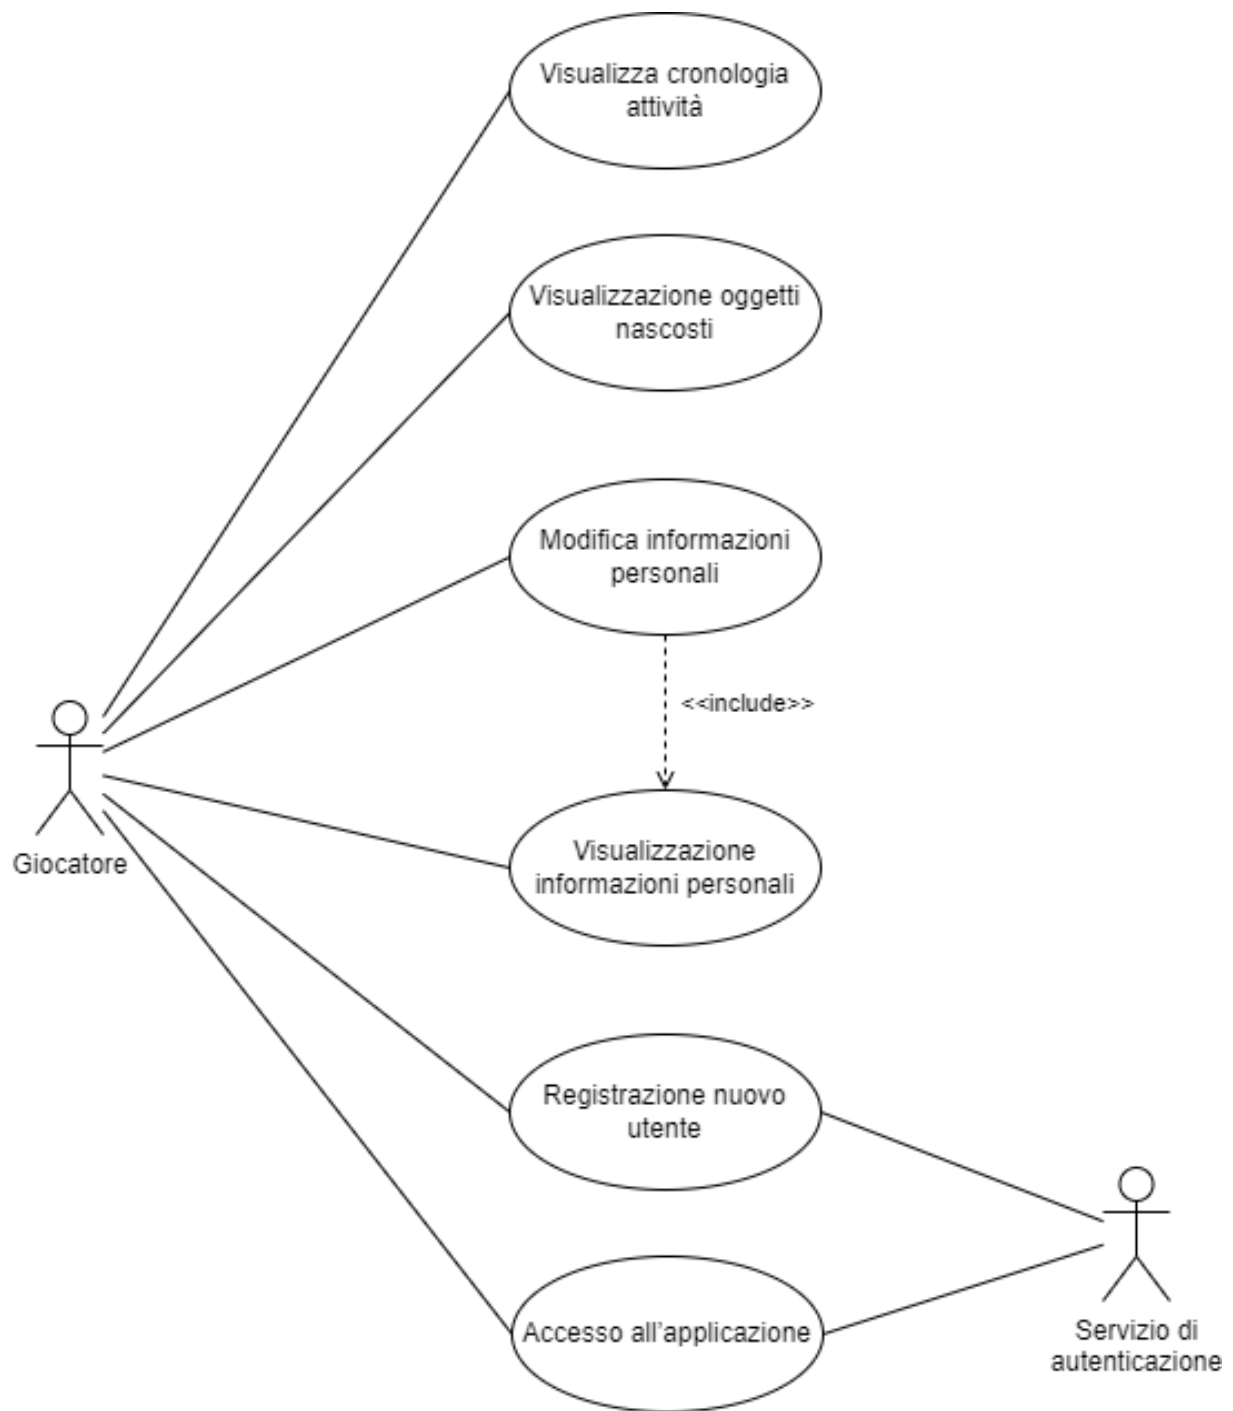 Visualizza cronologia
attività
Visualizzazione oggetti
nascosti
Modifica informazioni
personali
<<include>>
Visualizzazione
informazioni personali
Giocatore
Registrazione nuovo
utente
Accesso all'applicazione
Servizio di
autenticazione